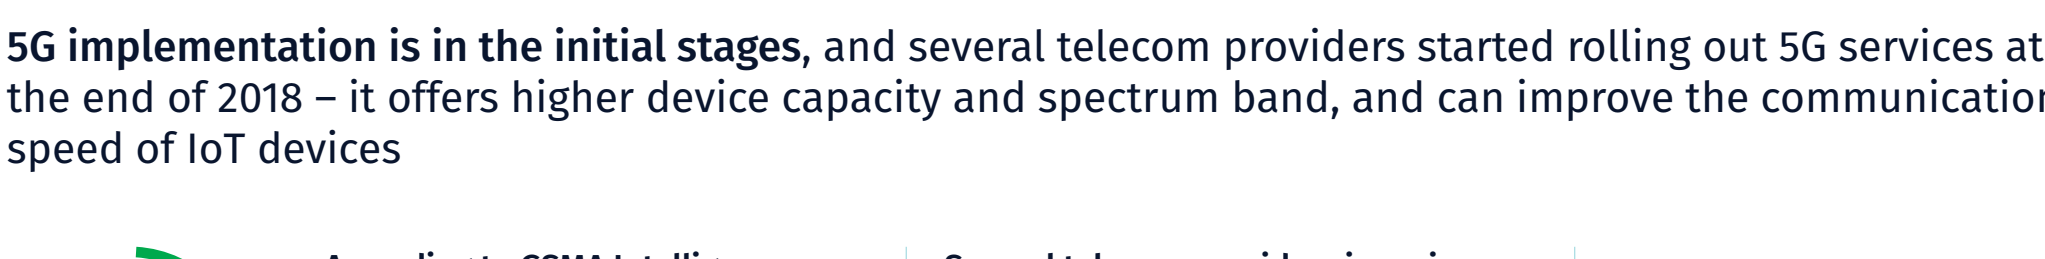 5G implementation is in the initial stages, and several telecom providers started rolling out 5G services at
the end of 2018 – it offers higher device capacity and spectrum band, and can improve the communication
speed of IoT devices